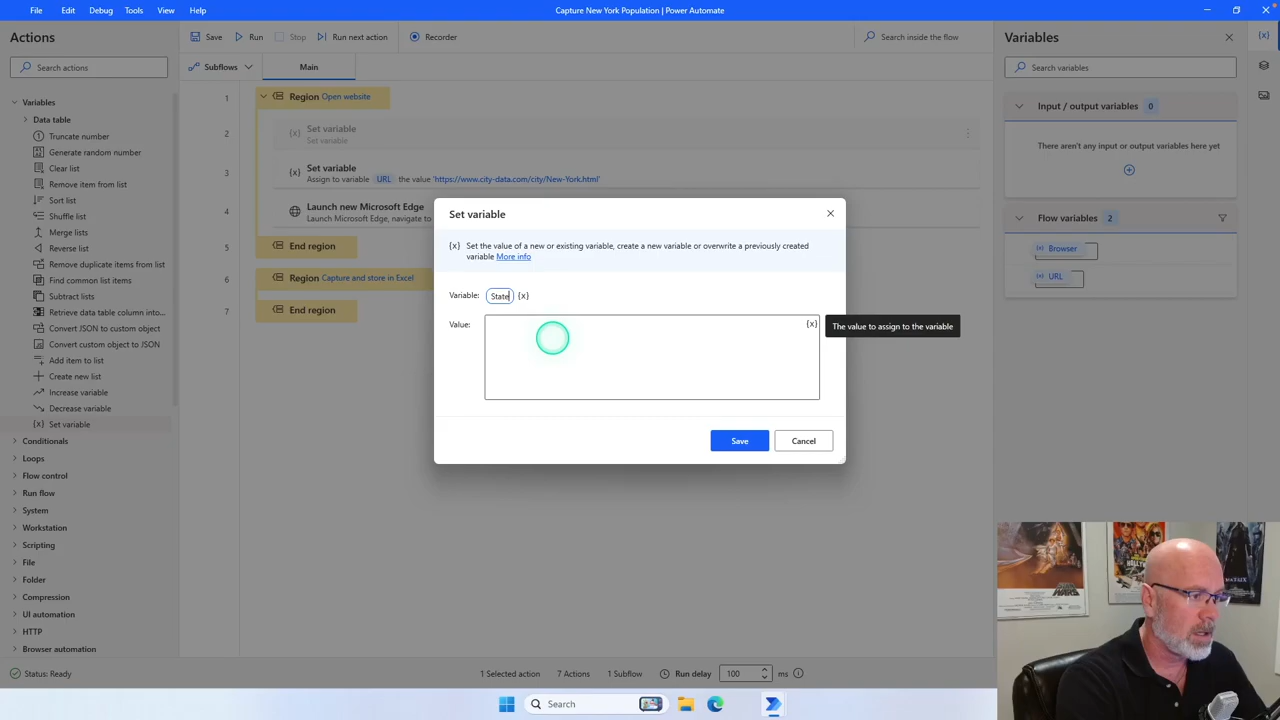 File
Edit
Debug
Tools
View
Help
Capture New York Population | Power Automate
Actions
Search actions
Variables
Data table
Truncate number
Generate random number
Clear list
Remove item from list
Sort list
Shuffle list
Merge lists
Reverse list
Remove duplicate items from list
Find common list items
Subtract lists
Retrieve data table column into...
Convert JSON to custom object
Convert custom object to JSON
Add item to list
Create new list
Increase variable
Decrease variable
{x} Set variable
Conditionals
Loops
Flow control
Run flow
System
Workstation
Scripting
File
Folder
Compression
UI automation
HTTP
Browser automation
Save
Run
Stop
Run next action
Recorder
Search inside the flow
Subflows
Main
1
Region Open website
2
{x} Set variable
Set variable
3
{x} Set variable
Assign to variable URL the value 'https://www.city-data.com/city/New-York.html'
4
Launch new Microsoft Edge
Launch Microsoft Edge, navigate to
5
End region
6
Region Capture and store in Excel
7
End region
Set variable
{x} Set the value of a new or existing variable, create a new variable or overwrite a previously created
variable More info
Variable: State {x}
Value: {x}
The value to assign to the variable
Save
Cancel
Variables
{x}
Search variables
Input / output variables 0
There aren't any input or output variables here yet
Flow variables 2
Browser
URL
Status: Ready
1 Selected action
7 Actions
1 Subflow
Run delay
100
ms
Search